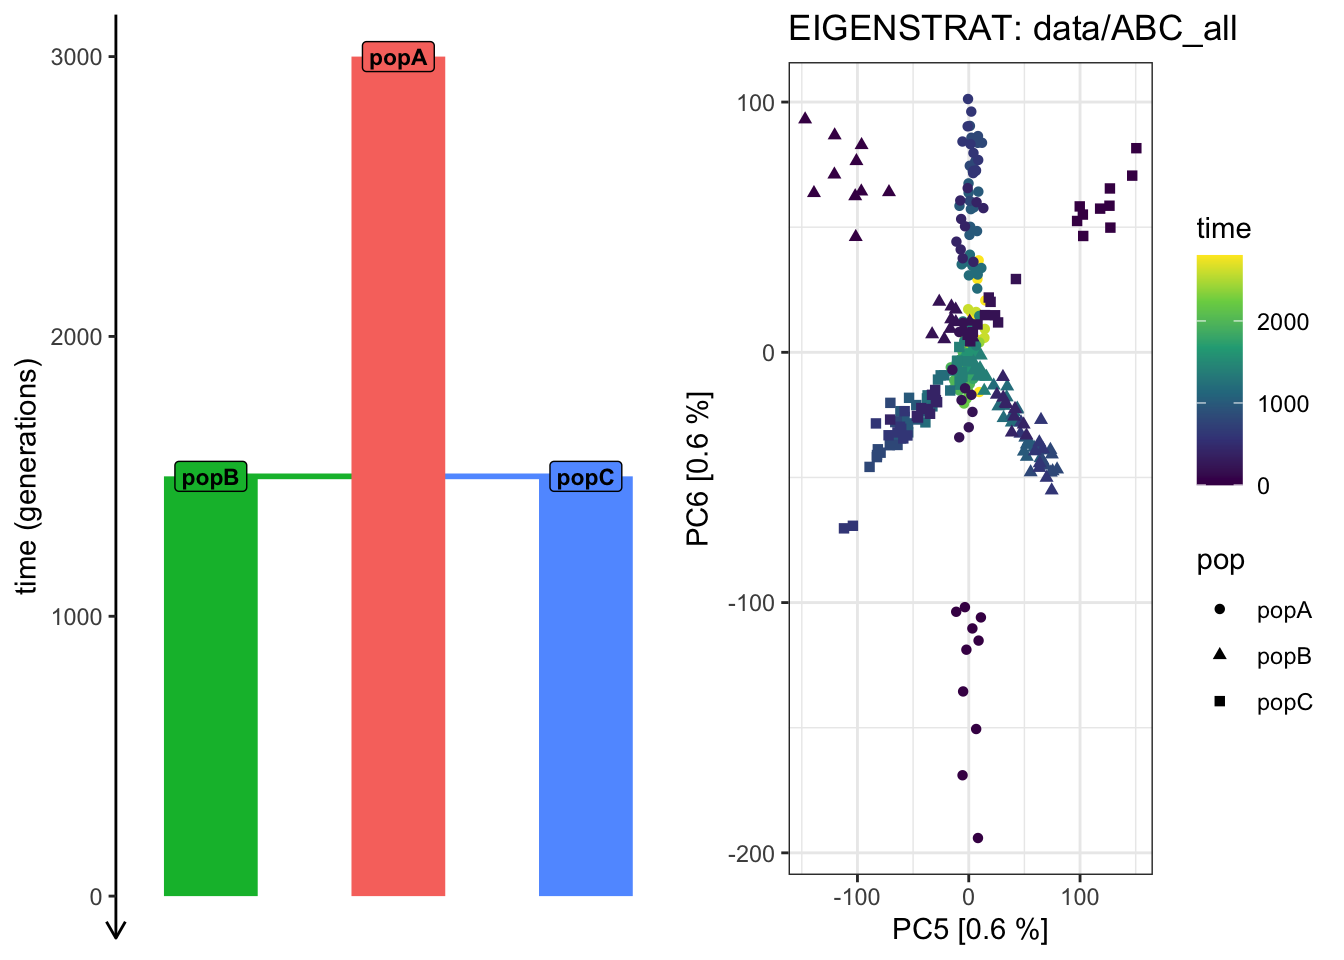 time (generations)
3000
2000
1000
0
popA
popB
popC
EIGENSTRAT: data/ABC_all
PC6 [0.6 %]
100
0
-100
-200
-100
0
100
PC5 [0.6 %]
time
2000
1000
0
pop
popA
popB
popC